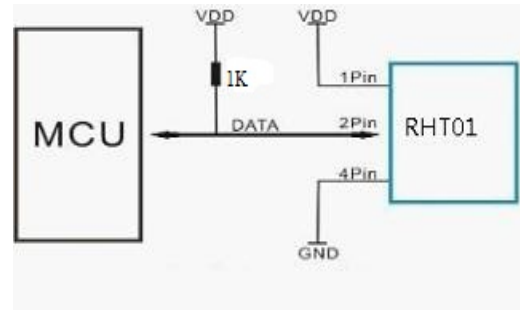 VDD
VDD
1K
1Pin
MCU
DATA
2Pin
RHT01
4Pin
GND